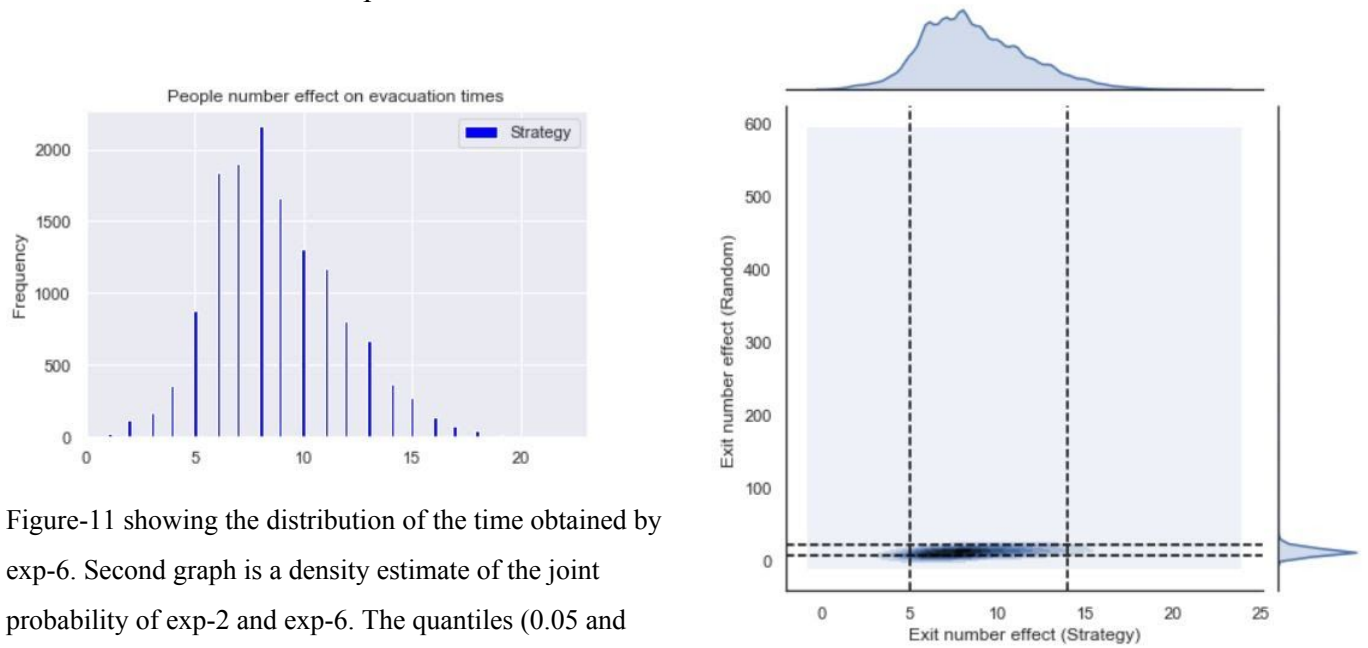 People number effect on evacuation times
Strategy
Frequency
2000
1500
1000
500
0
0 5 10 15 20
Figure-11 showing the distribution of the time obtained by
exp-6. Second graph is a density estimate of the joint
probability of exp-2 and exp-6. The quantiles (0.05 and
Exit number effect (Random)
600
500
400
300
200
100
0
0 5 10 15 20 25
Exit number effect (Strategy)